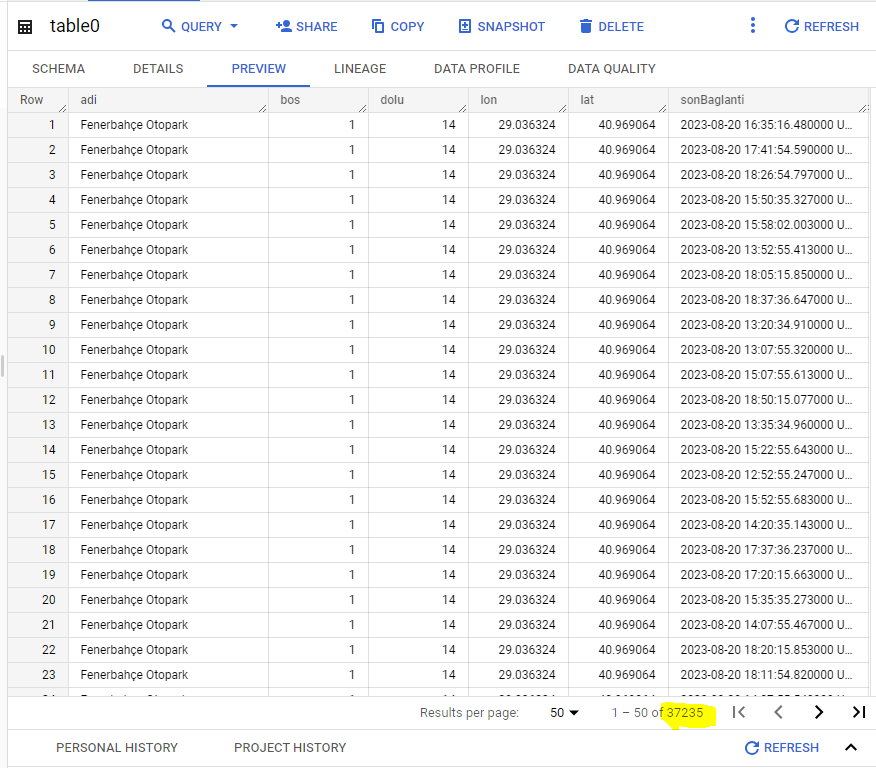 table0 QUERY SHARE COPY SNAPSHOT DELETE REFRESH
SCHEMA DETAILS PREVIEW LINEAGE DATA PROFILE DATA QUALITY
Row adi bos dolu lon lat sonBaglanti
1 Fenerbahçe Otopark 1 14 29.036324 40.969064 2023-08-20 16:35:16.480000 U...
2 Fenerbahçe Otopark 1 14 29.036324 40.969064 2023-08-20 17:41:54.590000 U...
3 Fenerbahçe Otopark 1 14 29.036324 40.969064 2023-08-20 18:26:54.797000 U...
4 Fenerbahçe Otopark 1 14 29.036324 40.969064 2023-08-20 15:50:35.327000 U...
5 Fenerbahçe Otopark 1 14 29.036324 40.969064 2023-08-20 15:58:02.003000 U...
6 Fenerbahçe Otopark 1 14 29.036324 40.969064 2023-08-20 13:52:55.413000 U...
7 Fenerbahçe Otopark 1 14 29.036324 40.969064 2023-08-20 18:05:15.850000 U...
8 Fenerbahçe Otopark 1 14 29.036324 40.969064 2023-08-20 18:37:36.647000 U...
9 Fenerbahçe Otopark 1 14 29.036324 40.969064 2023-08-20 13:20:34.910000 U...
10 Fenerbahçe Otopark 1 14 29.036324 40.969064 2023-08-20 13:07:55.320000 U...
11 Fenerbahçe Otopark 1 14 29.036324 40.969064 2023-08-20 15:07:55.613000 U...
12 Fenerbahçe Otopark 1 14 29.036324 40.969064 2023-08-20 18:50:15.077000 U...
13 Fenerbahçe Otopark 1 14 29.036324 40.969064 2023-08-20 13:35:34.960000 U...
14 Fenerbahçe Otopark 1 14 29.036324 40.969064 2023-08-20 15:22:55.643000 U...
15 Fenerbahçe Otopark 1 14 29.036324 40.969064 2023-08-20 12:52:55.247000 U...
16 Fenerbahçe Otopark 1 14 29.036324 40.969064 2023-08-20 15:52:55.683000 U...
17 Fenerbahçe Otopark 1 14 29.036324 40.969064 2023-08-20 14:20:35.143000 U...
18 Fenerbahçe Otopark 1 14 29.036324 40.969064 2023-08-20 17:37:36.237000 U...
19 Fenerbahçe Otopark 1 14 29.036324 40.969064 2023-08-20 17:20:15.663000 U...
20 Fenerbahçe Otopark 1 14 29.036324 40.969064 2023-08-20 15:35:35.273000 U...
21 Fenerbahçe Otopark 1 14 29.036324 40.969064 2023-08-20 14:07:55.467000 U...
22 Fenerbahçe Otopark 1 14 29.036324 40.969064 2023-08-20 18:20:15.853000 U...
23 Fenerbahçe Otopark 1 14 29.036324 40.969064 2023-08-20 18:11:54.820000 U...
Results per page: 50 1 – 50 of 37235
PERSONAL HISTORY PROJECT HISTORY REFRESH